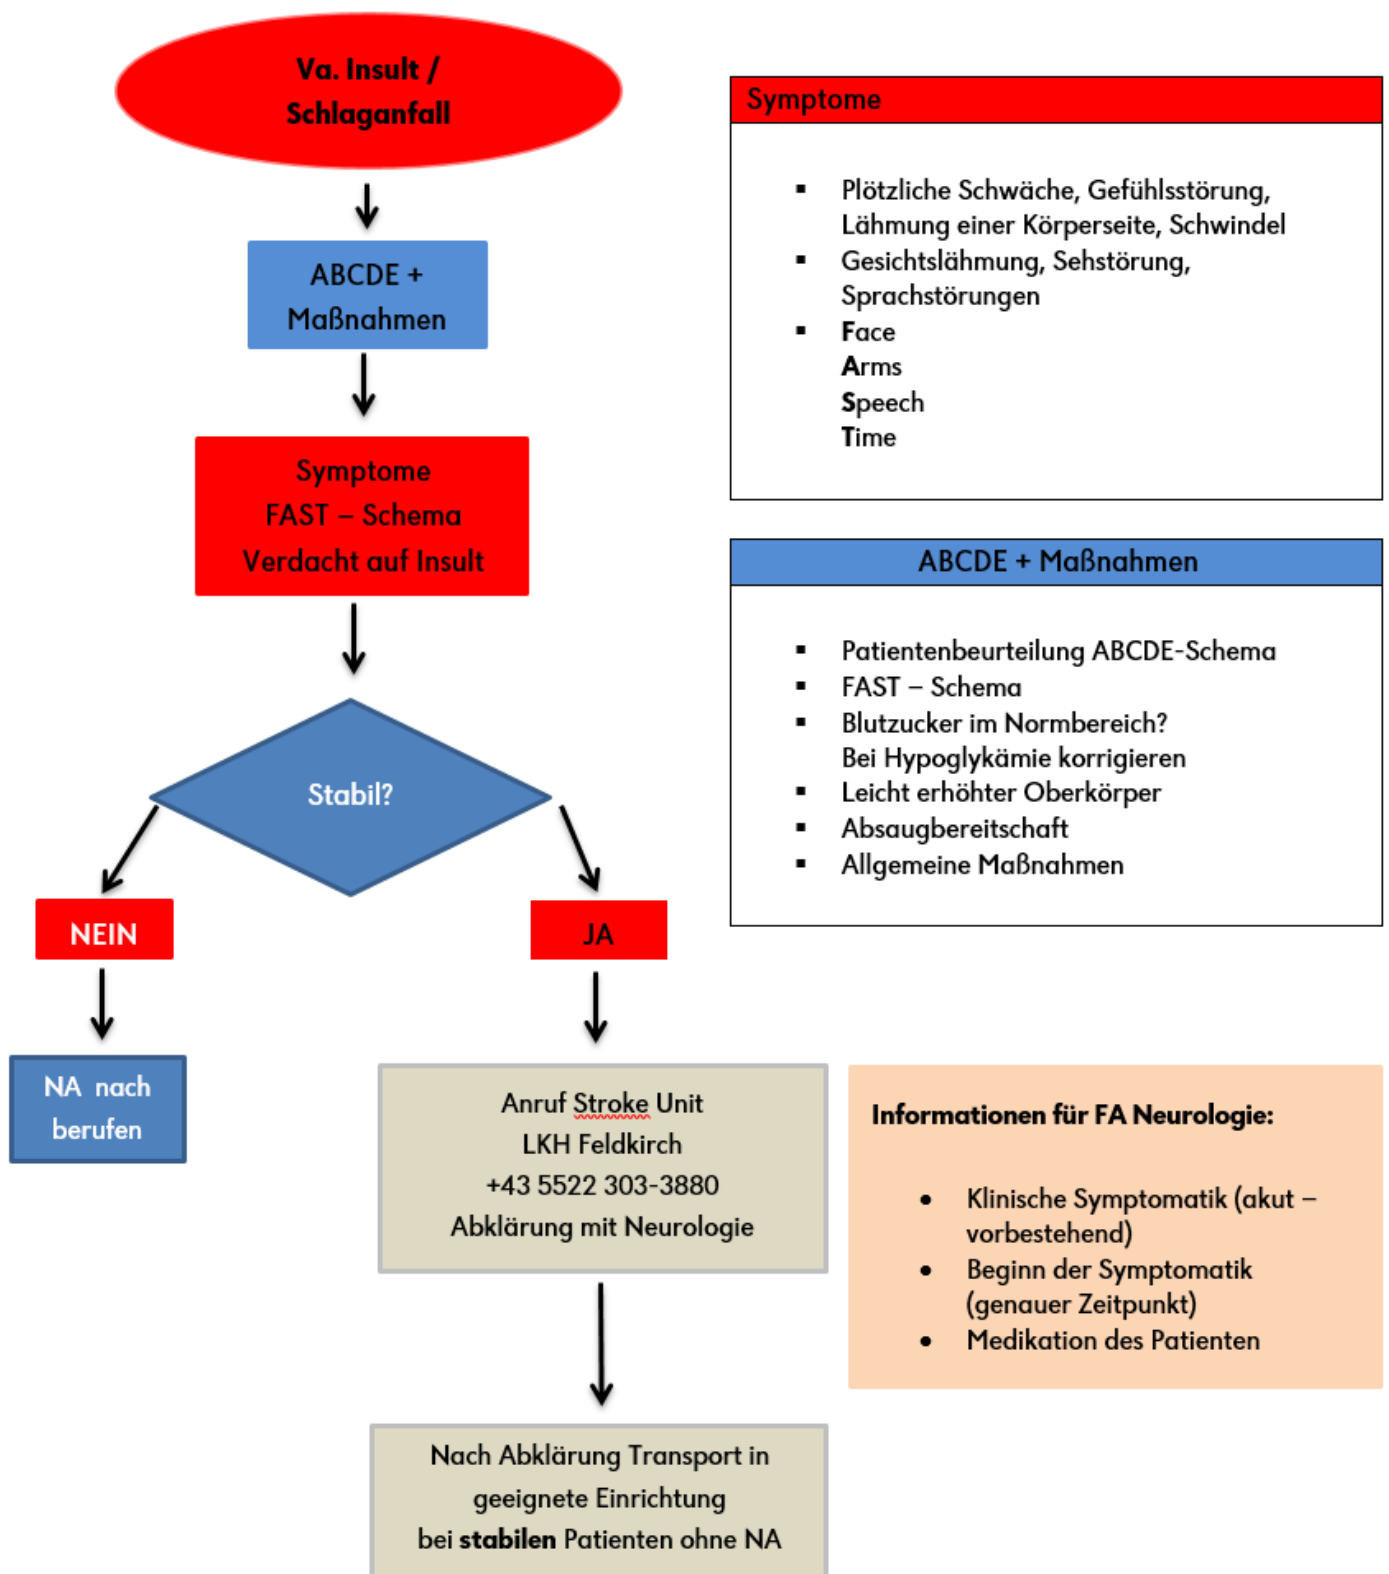 Va. Insult /
Schlaganfall
ABCDE +
Maßnahmen
Symptome
FAST – Schema
Verdacht auf Insult
Stabil?
NEIN
JA
NA  nach
berufen
Anruf Stroke Unit
LKH Feldkirch
+43 5522 303-3880
Abklärung mit Neurologie
Nach Abklärung Transport in
geeignete Einrichtung
bei stabilen Patienten ohne NA
Symptome
▪ Plötzliche Schwäche, Gefühlsstörung,
Lähmung einer Körperseite, Schwindel
▪ Gesichtslähmung, Sehstörung,
Sprachstörungen
▪ Face
Arms
Speech
Time
ABCDE + Maßnahmen
▪ Patientenbeurteilung ABCDE-Schema
▪ FAST – Schema
▪ Blutzucker im Normbereich?
Bei Hypoglykämie korrigieren
▪ Leicht erhöhter Oberkörper
▪ Absaugbereitschaft
▪ Allgemeine Maßnahmen
Informationen für FA Neurologie:
• Klinische Symptomatik (akut –
vorbestehend)
• Beginn der Symptomatik
(genauer Zeitpunkt)
• Medikation des Patienten